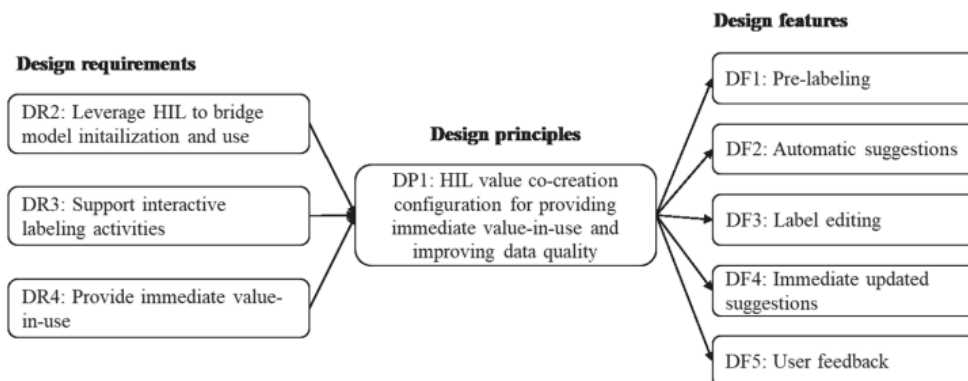 Design requirements
DR2: Leverage HIL to bridge
model initailization and use
DR3: Support interactive
labeling activities
DR4: Provide immediate value-
in-use
Design principles
DP1: HIL value co-creation
configuration for providing
immediate value-in-use and
improving data quality
Design features
DF1: Pre-labeling
DF2: Automatic suggestions
DF3: Label editing
DF4: Immediate updated
suggestions
DF5: User feedback